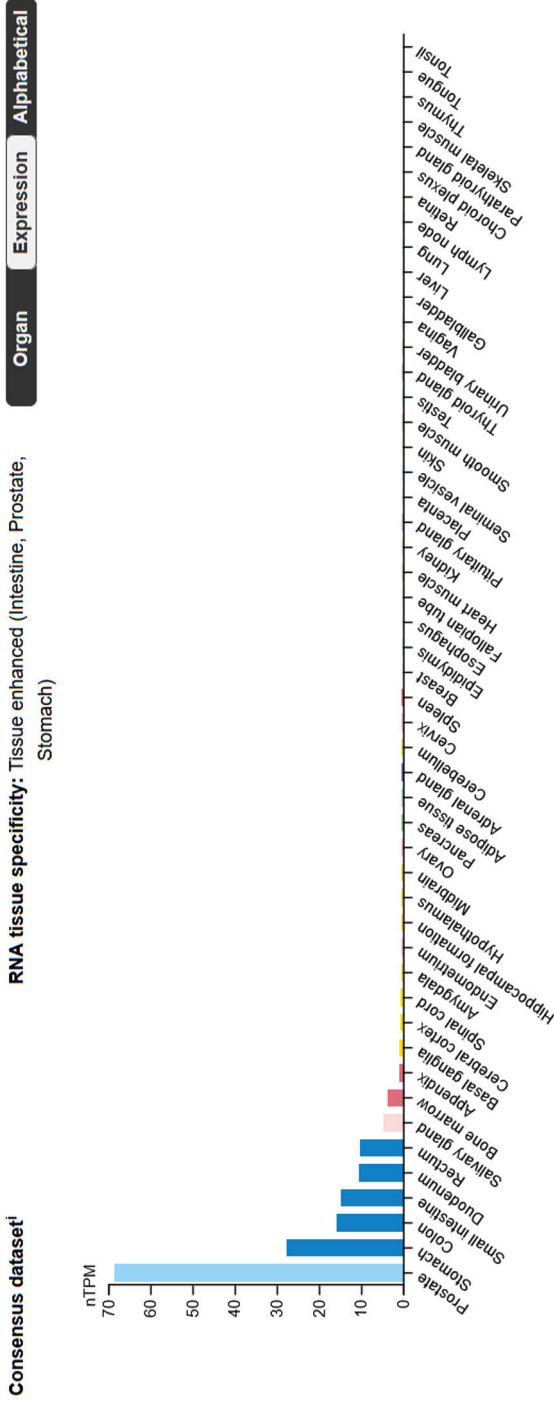 Consensus datasetⁱ
RNA tissue specificity: Tissue enhanced (Intestine, Prostate,
Stomach)
Organ
Expression
Alphabetical
nTPM
70
60
50
40
30
20
10
0
Prostate
Stomach
Colon
Small intestine
Duodenum
Rectum
Salivary gland
Bone marrow
Appendix
Basal ganglia
Cerebral cortex
Spinal cord
Amygdala
Endometrium
Hippocampal formation
Hypothalamus
Midbrain
Ovary
Pancreas
Adipose tissue
Adrenal gland
Cerebellum
Cervix
Spleen
Breast
Epididymis
Esophagus
Fallopian tube
Heart muscle
Kidney
Pituitary gland
Placenta
Seminal vesicle
Skin
Smooth muscle
Testis
Thyroid gland
Urinary bladder
Vagina
Gallbladder
Liver
Lung
Lymph node
Retina
Choroid plexus
Parathyroid gland
Skeletal muscle
Thymus
Tongue
Tonsil